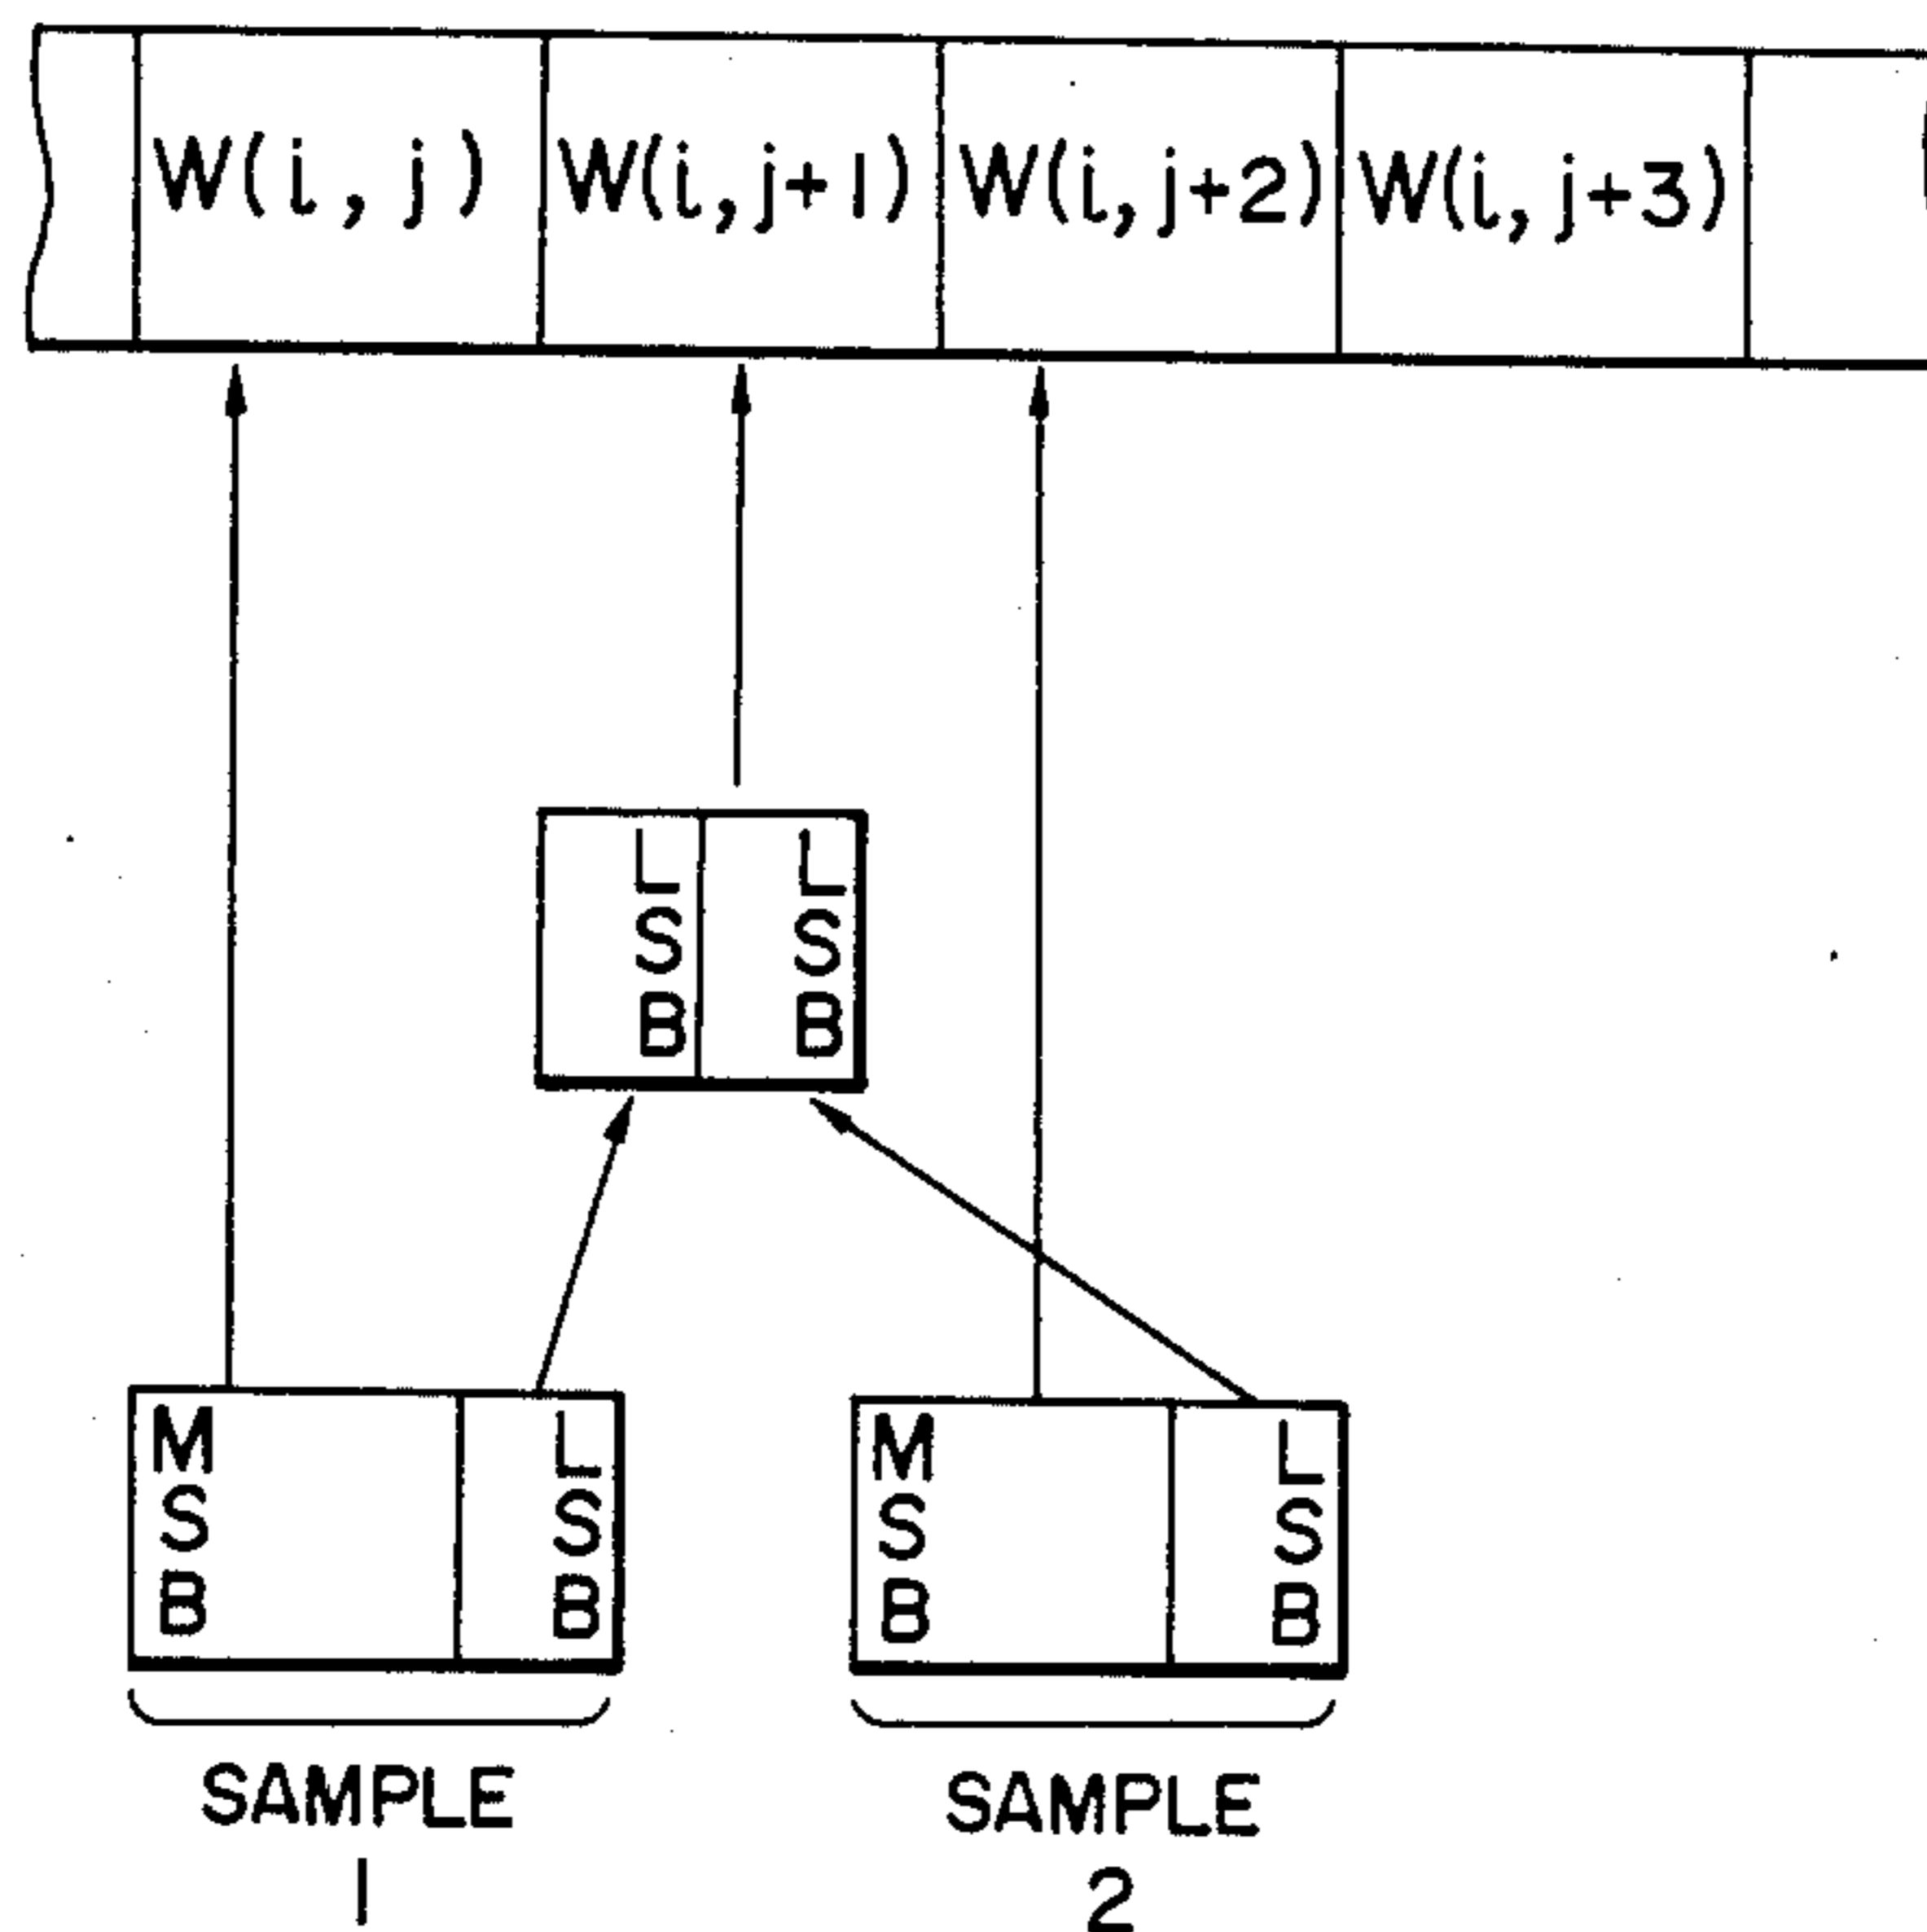 W(i, j) W(i, j+1) W(i, j+2) W(i, j+3)
LSB LSB
MSB LSB MSB LSB
SAMPLE SAMPLE
1 2